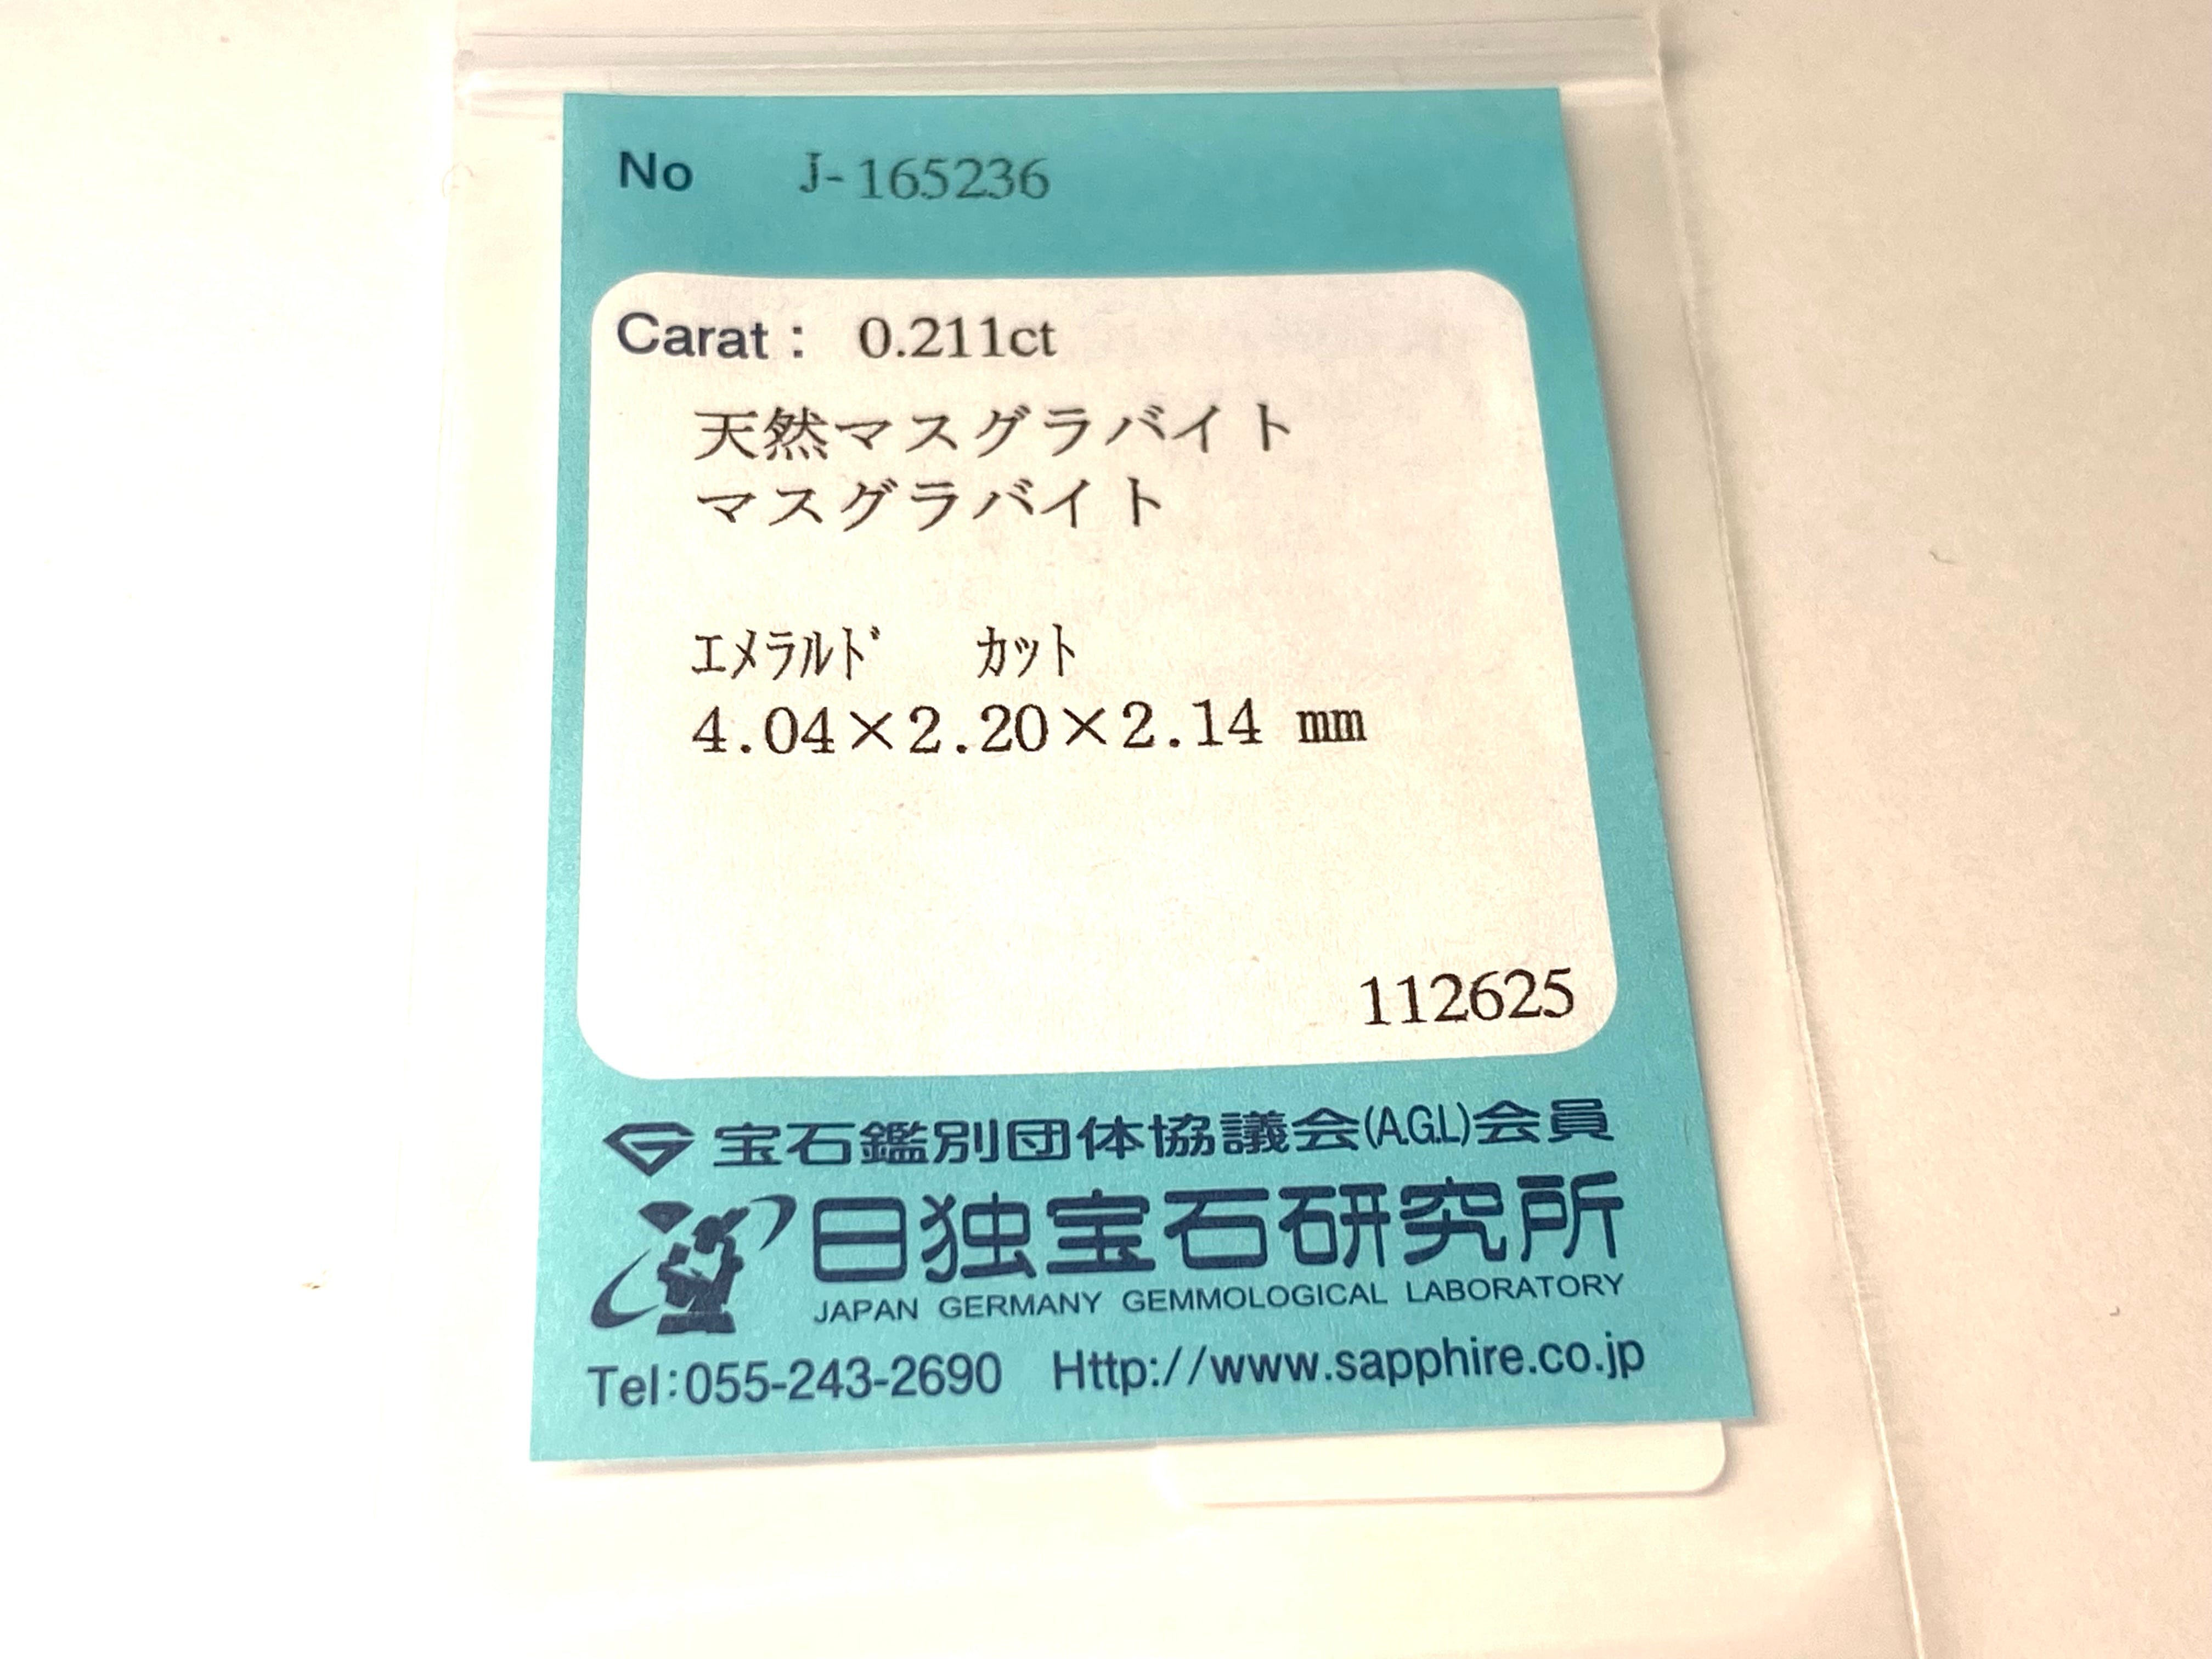 No J-165236
Carat : 0.211ct
天然マスグラバイト
マスグラバイト
ｴﾒﾗﾙﾄﾞ ｶｯﾄ
4.04×2.20×2.14 ㎜
112625
宝石鑑別団体協議会(A.G.L)会員
日独宝石研究所
JAPAN GERMANY GEMMOLOGICAL LABORATORY
Tel:055-243-2690 Http://www.sapphire.co.jp